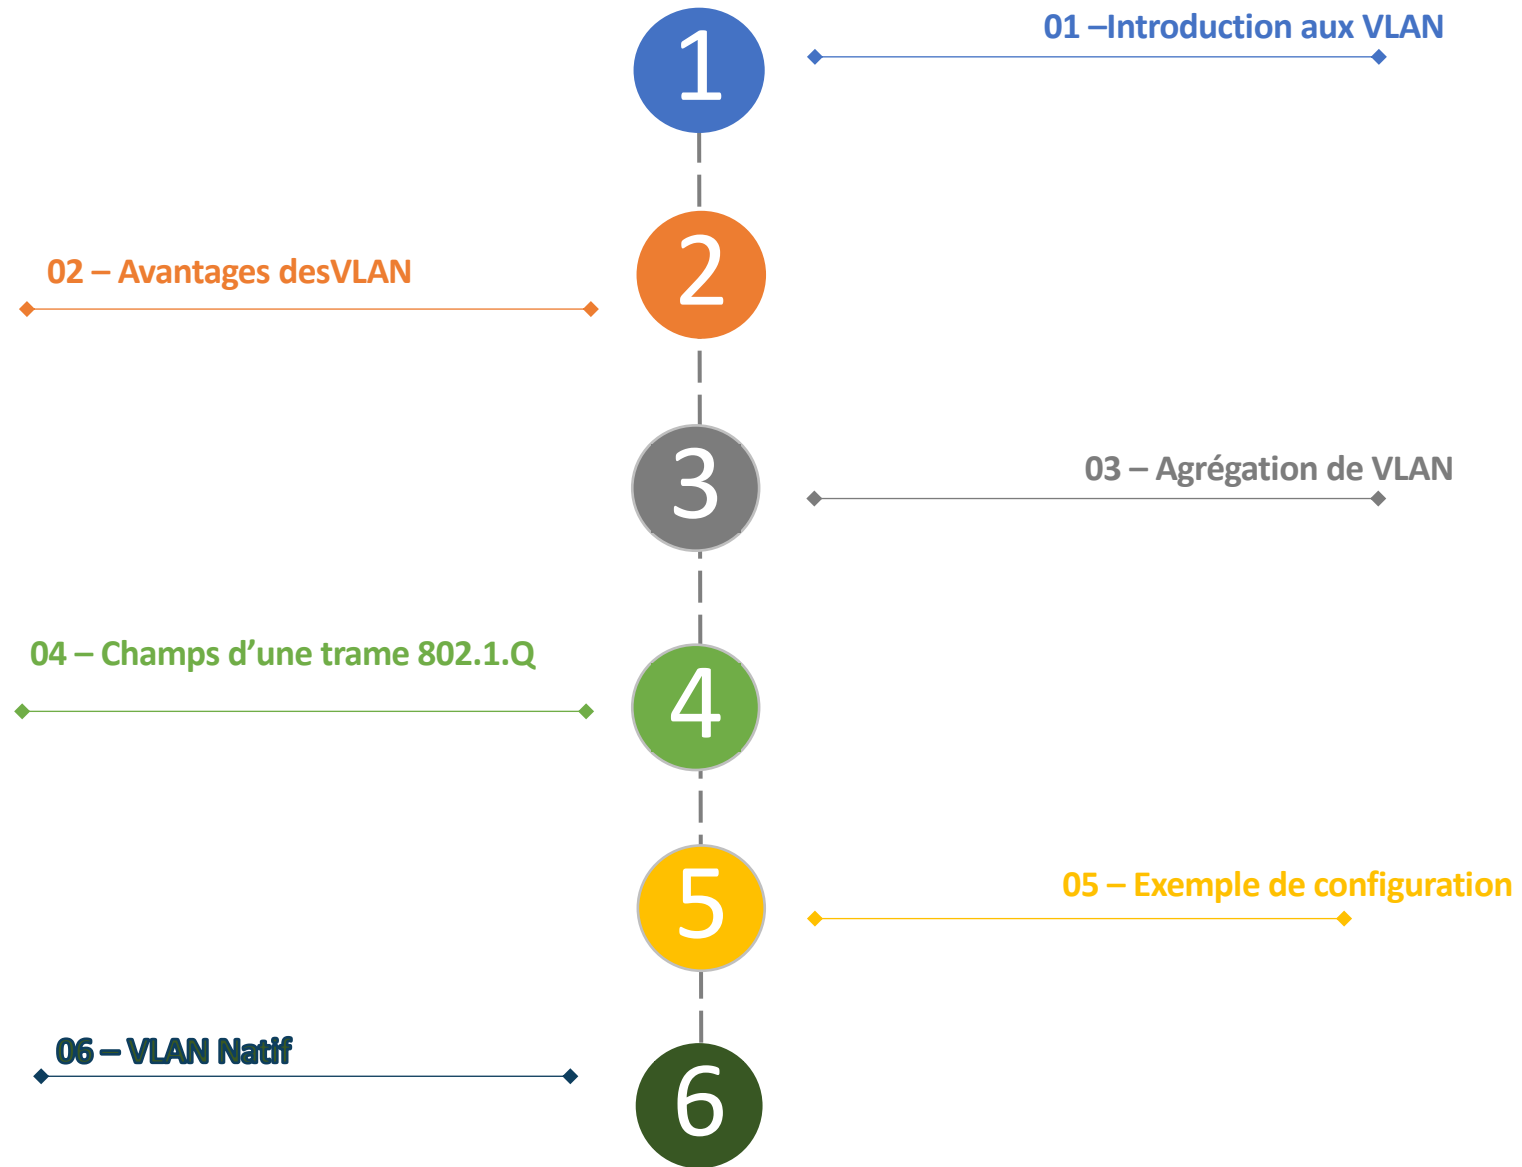 1
01 –Introduction aux VLAN
2
02 – Avantages desVLAN
3
03 – Agrégation de VLAN
4
04 – Champs d’une trame 802.1.Q
5
05 – Exemple de configuration
6
06 – VLAN Natif